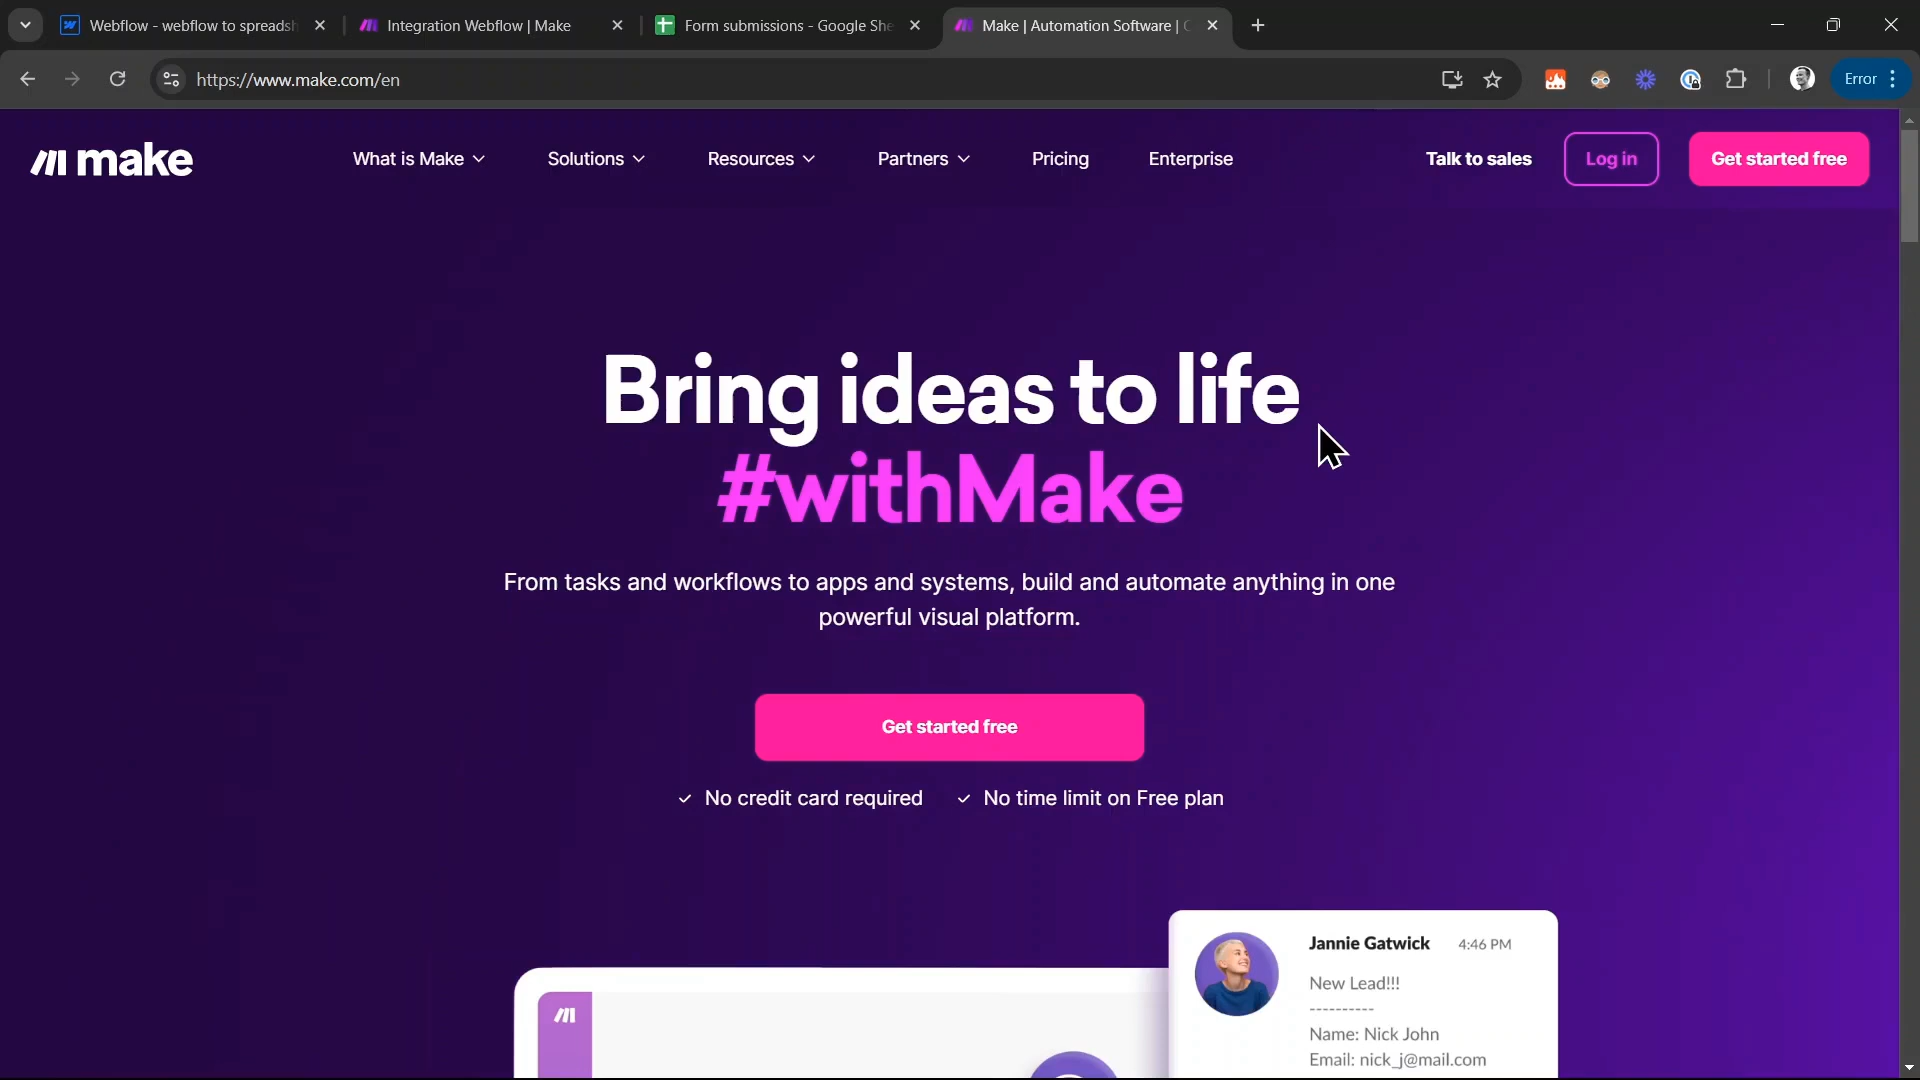 Webflow - webflow to spreadsh
Integration Webflow | Make
Form submissions - Google She
Make | Automation Software |
https://www.make.com/en
Error
make
What is Make
Solutions
Resources
Partners
Pricing
Enterprise
Talk to sales
Log in
Get started free
Bring ideas to life
#withMake
From tasks and workflows to apps and systems, build and automate anything in one
powerful visual platform.
Get started free
No credit card required
No time limit on Free plan
Jannie Gatwick 4:46 PM
New Lead!!!
----------
Name: Nick John
Email: nick_j@mail.com